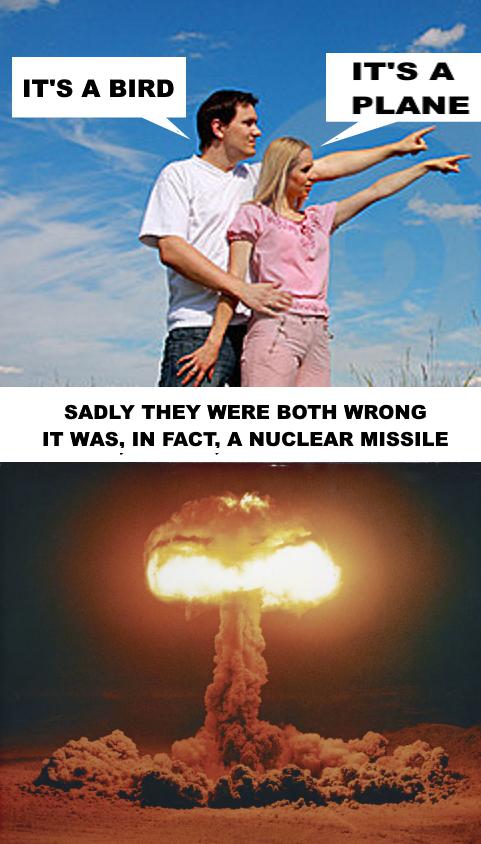 IT'S A BIRD
IT'S A
PLANE
SADLY THEY WERE BOTH WRONG
IT WAS, IN FACT, A NUCLEAR MISSILE